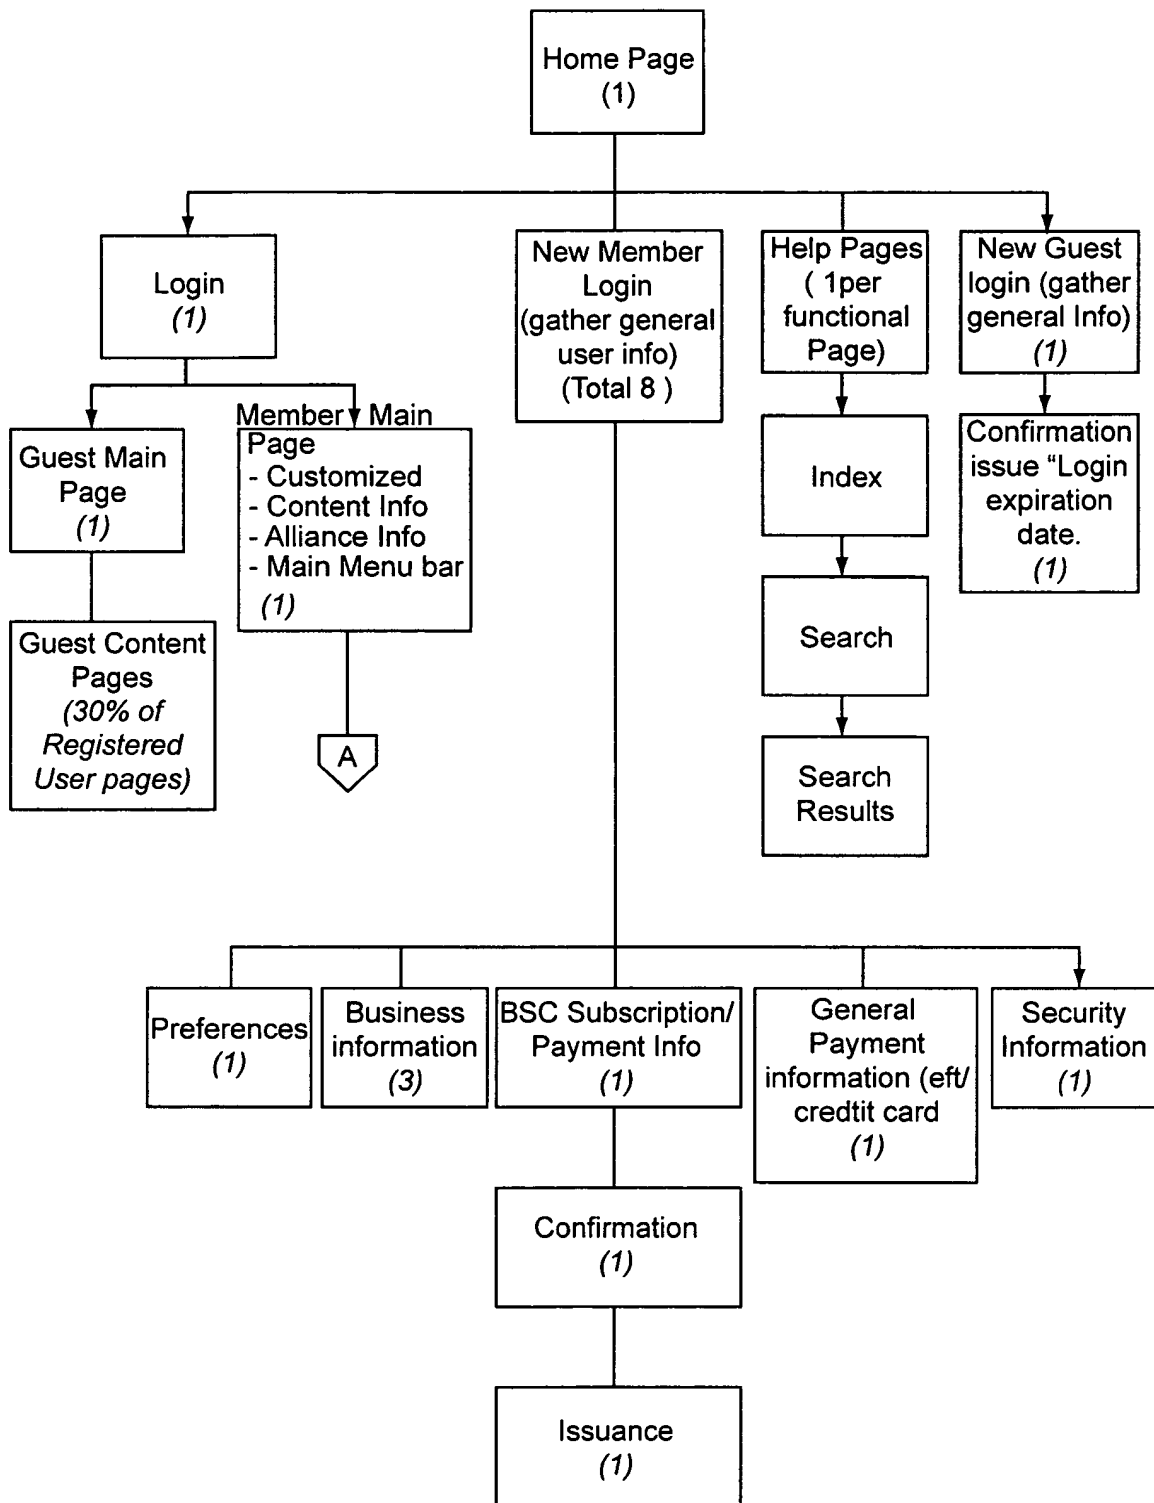 Home Page
(1)
Login
(1)
New Member
Login
(gather general
user info)
(Total 8 )
Help Pages
( 1per
functional
Page)
New Guest
login (gather
general Info)
(1)
Guest Main
Page
(1)
Member Main
Page
- Customized
- Content Info
- Alliance Info
- Main Menu bar
(1)
Index
Confirmation
issue “Login
expiration
date.
(1)
Guest Content
Pages
(30% of
Registered
User pages)
A
Search
Search
Results
Preferences
(1)
Business
information
(3)
BSC Subscription/
Payment Info
(1)
General
Payment
information (eft/
credtit card
(1)
Security
Information
(1)
Confirmation
(1)
Issuance
(1)